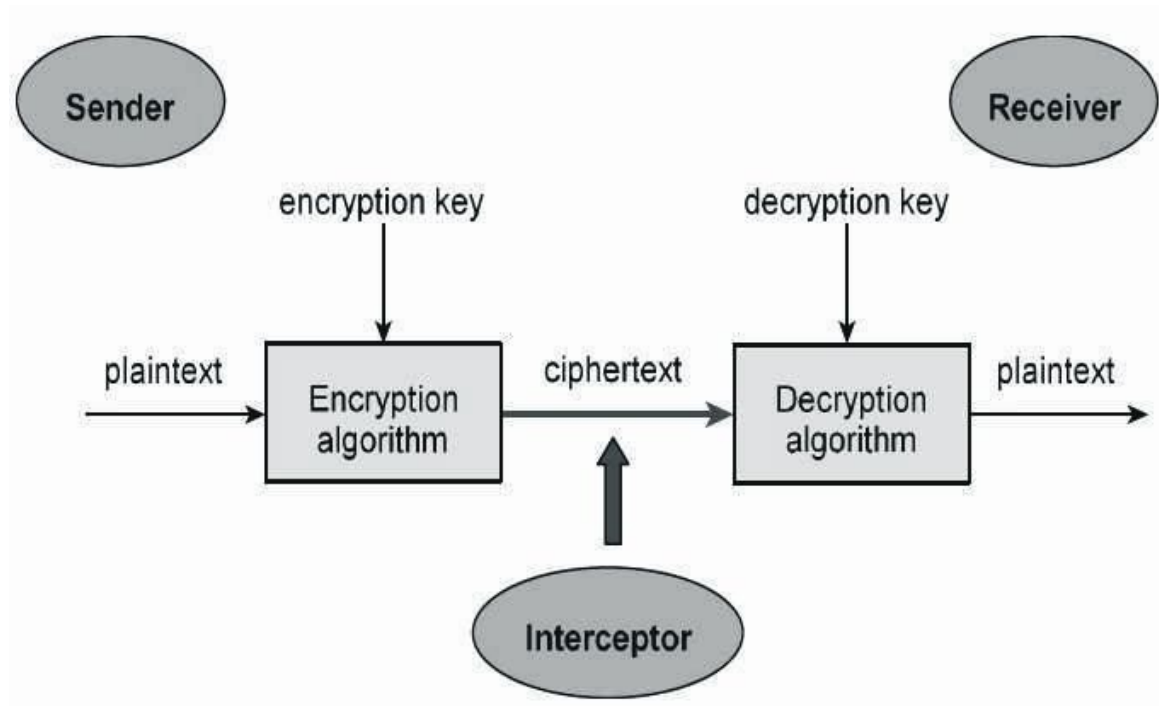 Sender
Receiver
encryption key
decryption key
plaintext
Encryption
algorithm
ciphertext
Decryption
algorithm
plaintext
Interceptor